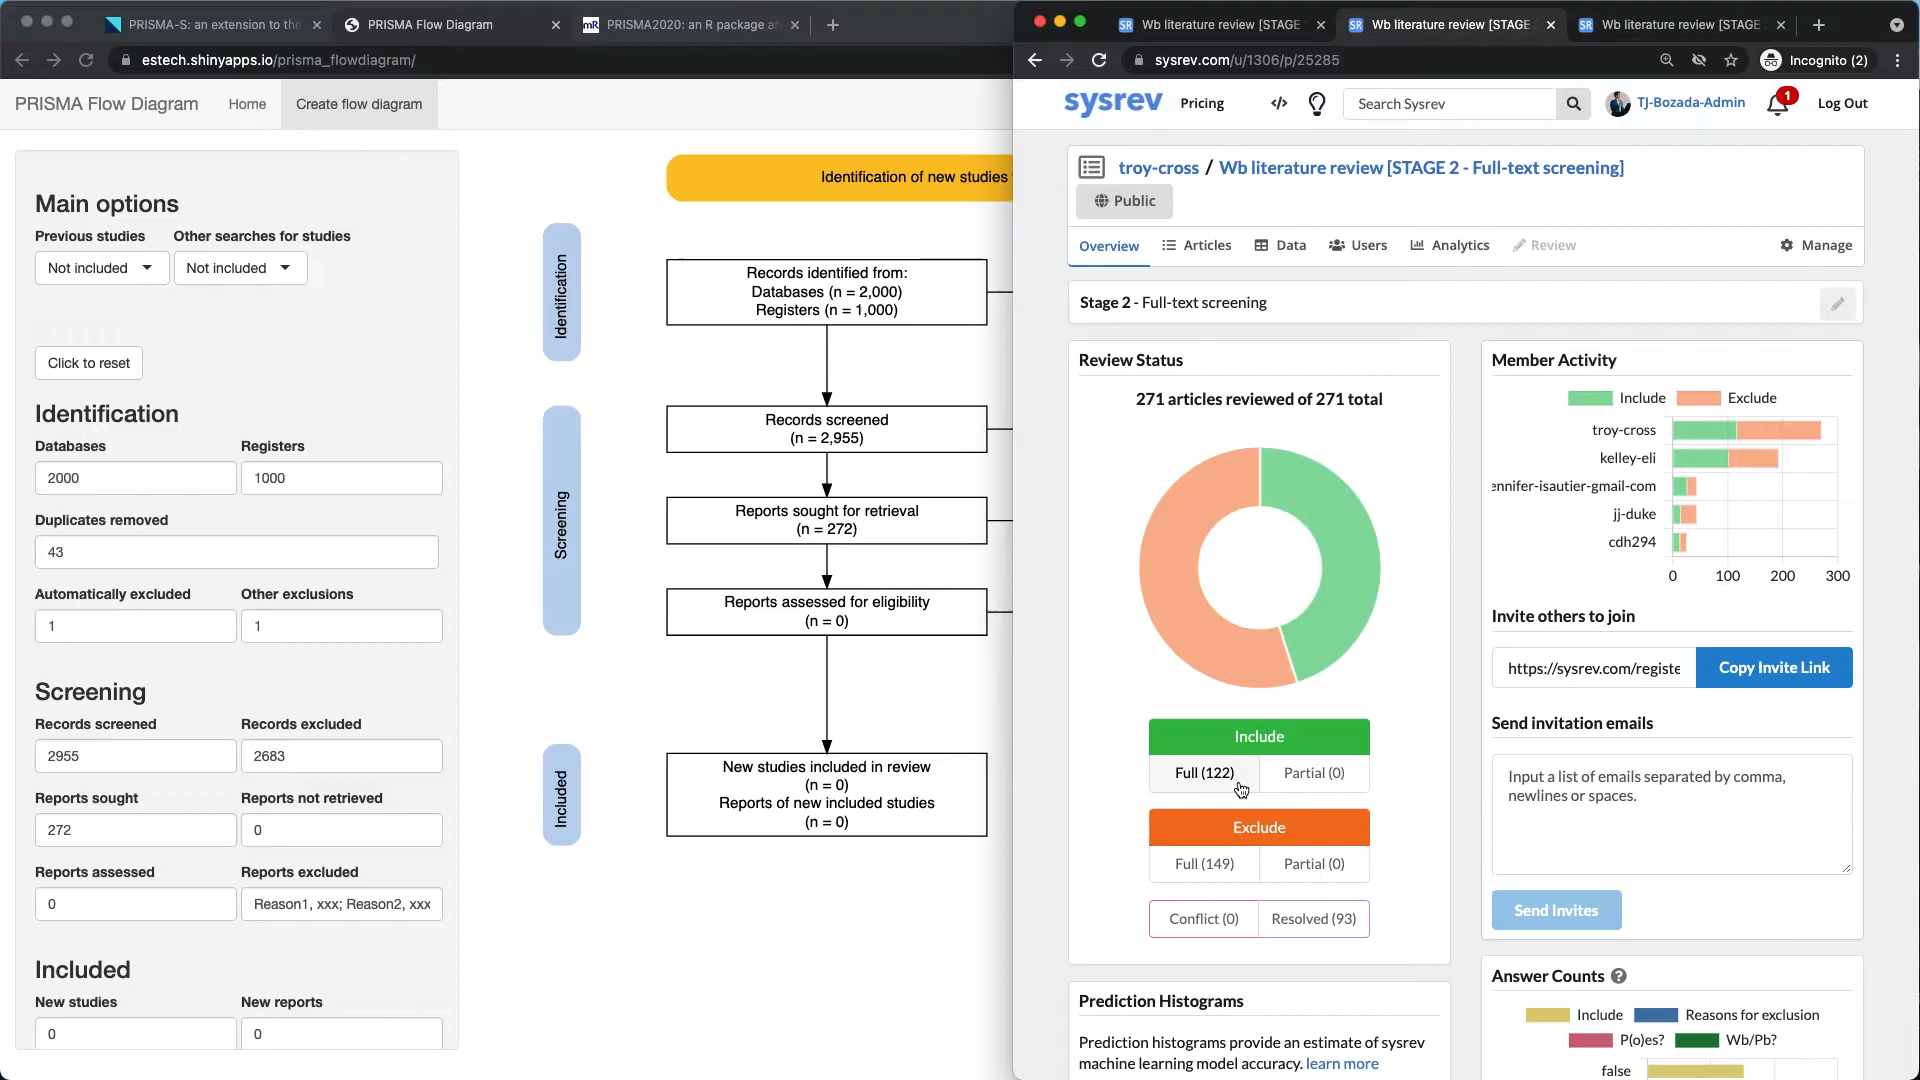 PRISMA-S: an extension to the
PRISMA Flow Diagram
PRISMA2020: an R package a
estech.shinyapps.io/prisma_flowdiagram/
PRISMA Flow Diagram
Home
Create flow diagram
Main options
Previous studies
Other searches for studies
Not included
Not included
Click to reset
Identification
Databases
Registers
2000
1000
Duplicates removed
43
Automatically excluded
Other exclusions
1
1
Screening
Records screened
Records excluded
2955
2683
Reports sought
Reports not retrieved
272
0
Reports assessed
Reports excluded
0
Reason1, xxx; Reason2, xxx
Included
New studies
New reports
0
0
Identification of new studies
Identification
Records identified from:
Databases (n = 2,000)
Registers (n = 1,000)
Screening
Records screened
(n = 2,955)
Reports sought for retrieval
(n = 272)
Reports assessed for eligibility
(n = 0)
Included
New studies included in review
(n = 0)
Reports of new included studies
(n = 0)
SR Wb literature review [STAGE
SR Wb literature review [STAGE
SR Wb literature review [STAGE
sysrev.com/u/1306/p/25285
Incognito (2)
sysrev
Pricing
Search Sysrev
TJ-Bozada-Admin
1
Log Out
troy-cross / Wb literature review [STAGE 2 - Full-text screening]
Public
Overview
Articles
Data
Users
Analytics
Review
Manage
Stage 2 - Full-text screening
Review Status
271 articles reviewed of 271 total
Include
Full (122)
Partial (0)
Exclude
Full (149)
Partial (0)
Conflict (0)
Resolved (93)
Prediction Histograms
Prediction histograms provide an estimate of sysrev
machine learning model accuracy. learn more
Member Activity
Include
Exclude
troy-cross
kelley-eli
ennifer-isautier-gmail-com
jj-duke
cdh294
0 100 200 300
Invite others to join
https://sysrev.com/registe
Copy Invite Link
Send invitation emails
Input a list of emails separated by comma,
newlines or spaces.
Send Invites
Answer Counts
Include
Reasons for exclusion
P(o)es?
Wb/Pb?
false